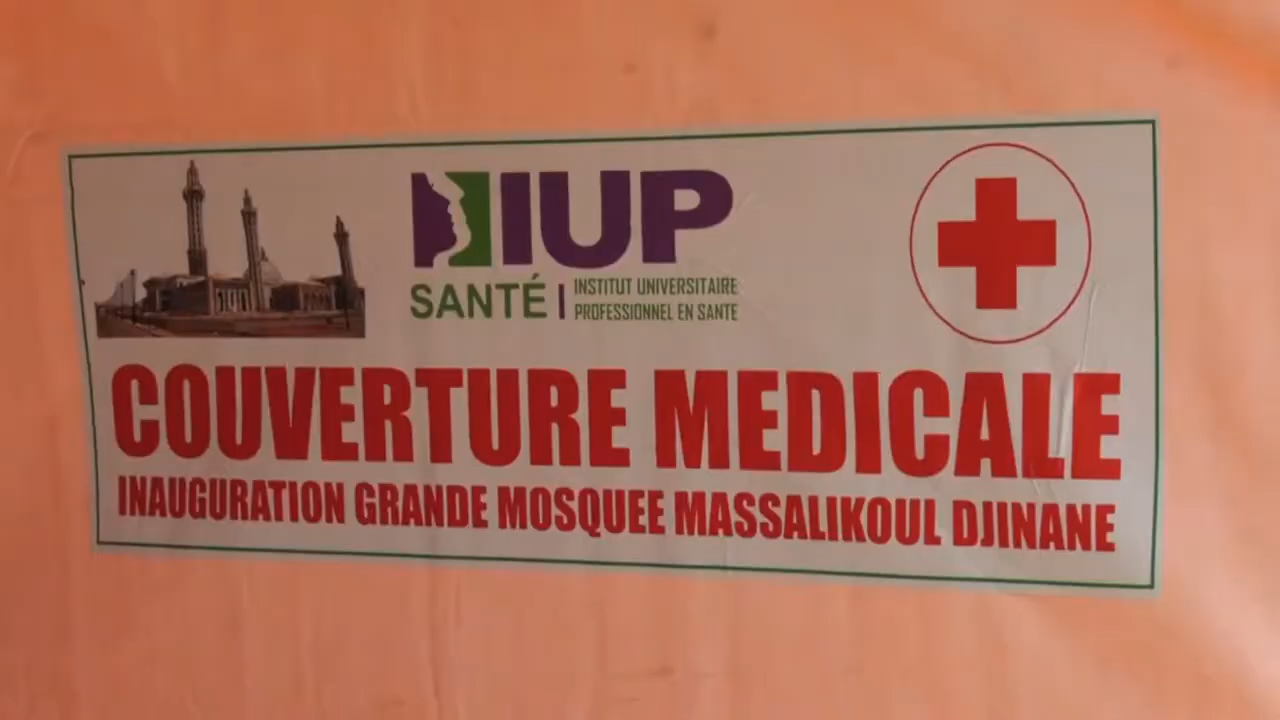 IUP
SANTÉ
INSTITUT UNIVERSITAIRE
PROFESSIONNEL EN SANTE
COUVERTURE MEDICALE
INAUGURATION GRANDE MOSQUEE MASSALIKOUL DJINANE